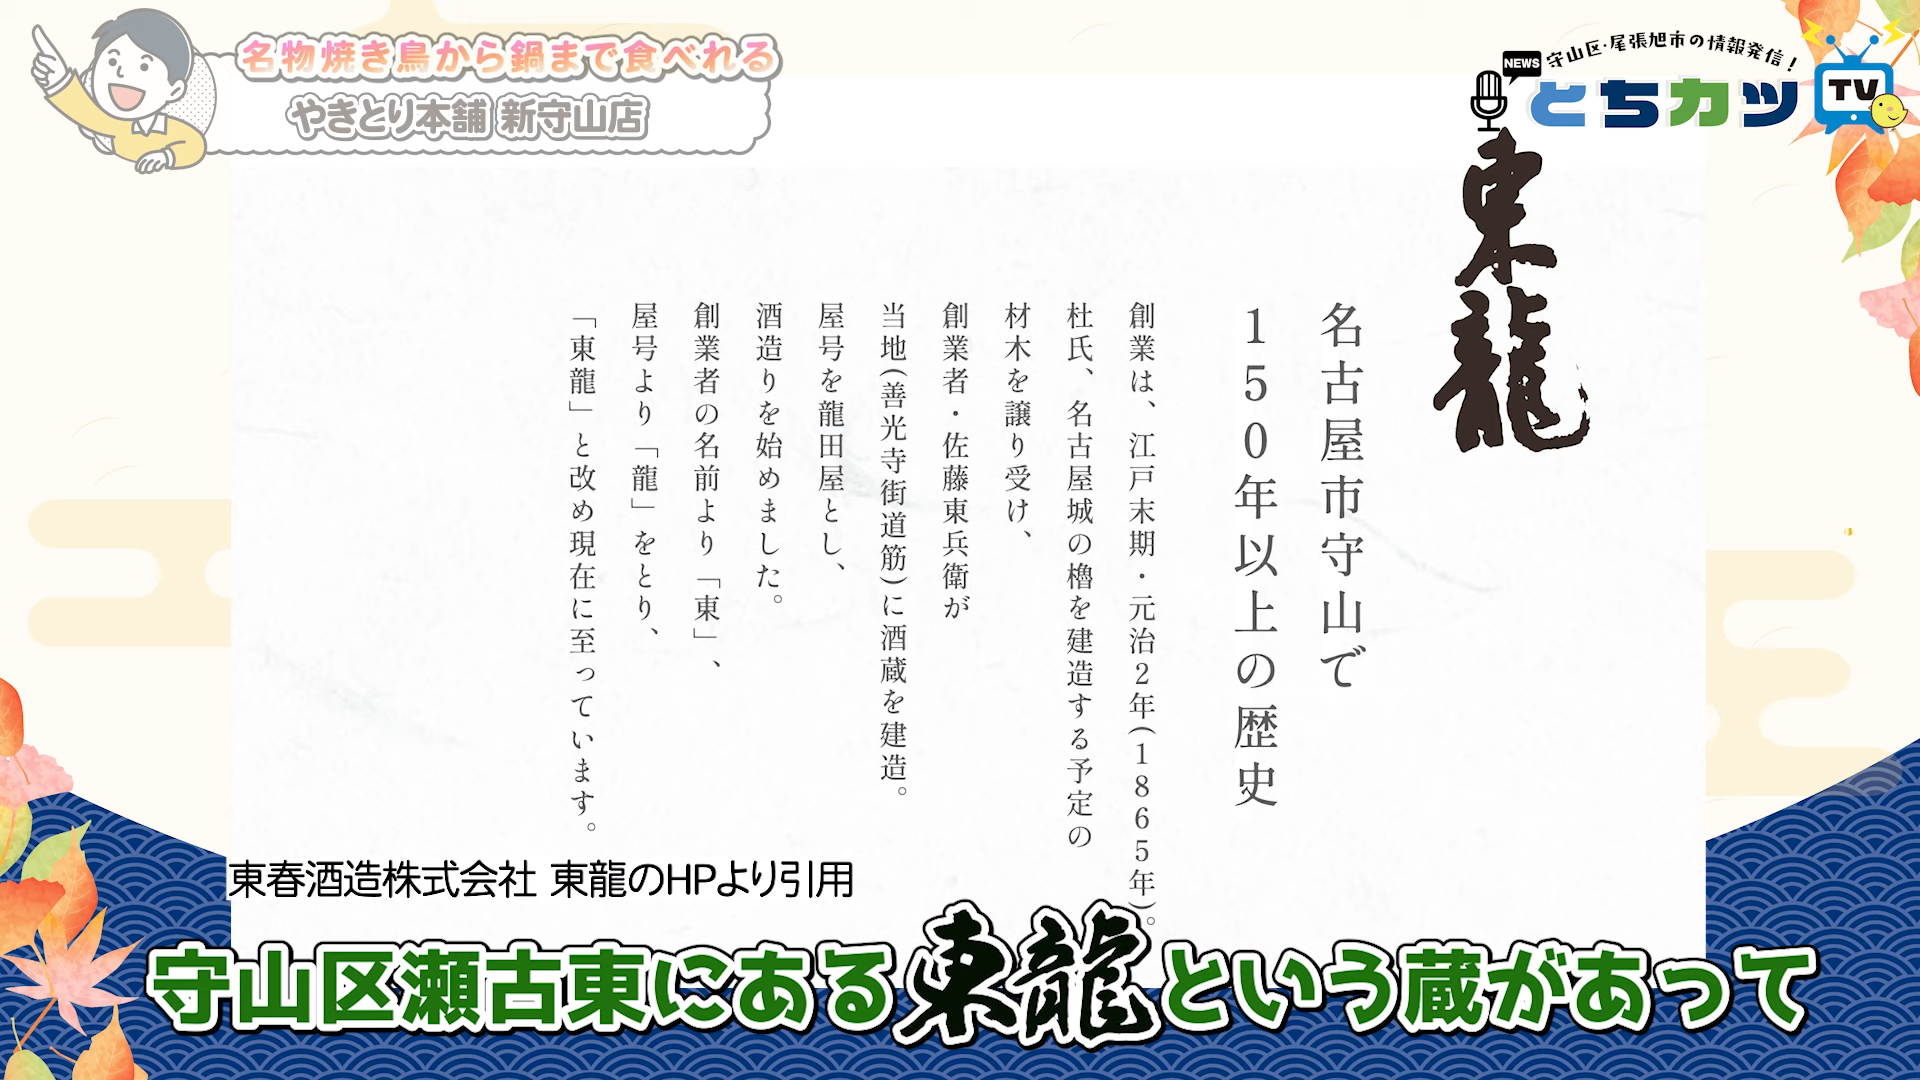 名物焼き鳥から鍋まで食べれる
やきとり本舗 新守山店
NEWS
守山区・尾張旭市の情報発信！
とちカツ
TV
東龍
名古屋市守山で
150年以上の歴史
創業は、江戸末期・元治2年(1865年)。
杜氏、名古屋城の櫓を建造する予定の
材木を譲り受け、
創業者・佐藤東兵衛が
当地(善光寺街道筋)に酒蔵を建造。
屋号を龍田屋とし、
酒造りを始めました。
創業者の名前より「東」、
屋号より「龍」をとり、
「東龍」と改め現在に至っています。
東春酒造株式会社 東龍のHPより引用
守山区瀬古東にある東龍という蔵があって